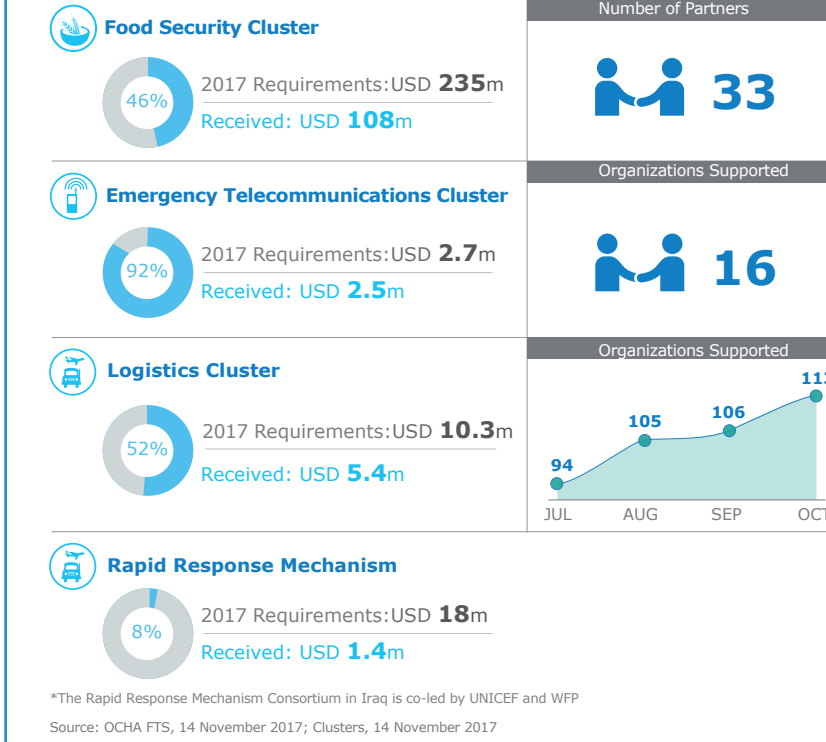 Number of Partners
Food Security Cluster
46%
2017 Requirements:USD 235m
Received: USD 108m
33
Organizations Supported
Emergency Telecommunications Cluster
92%
2017 Requirements:USD 2.7m
Received: USD 2.5m
16
Organizations Supported
Logistics Cluster
52%
2017 Requirements:USD 10.3m
Received: USD 5.4m
94
105
106
113
JUL AUG SEP OCT
Rapid Response Mechanism
8%
2017 Requirements:USD 18m
Received: USD 1.4m
*The Rapid Response Mechanism Consortium in Iraq is co-led by UNICEF and WFP
Source: OCHA FTS, 14 November 2017; Clusters, 14 November 2017